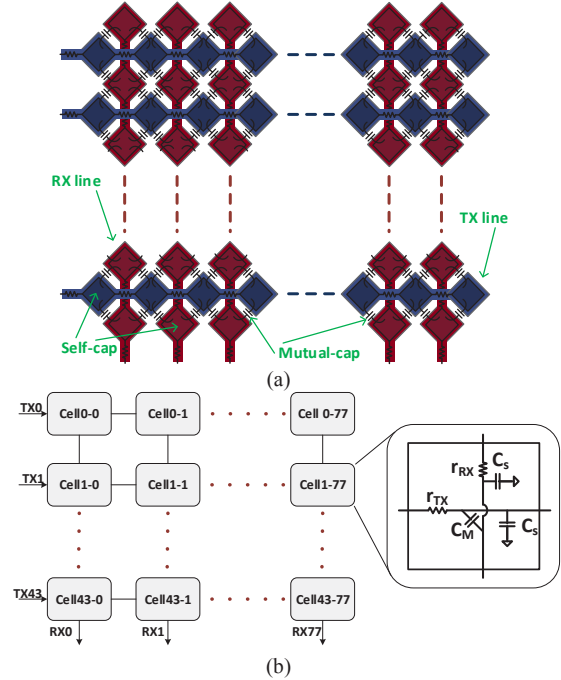 RX line
TX line
Self-cap
Mutual-cap
(a)
TX0
Cell0-0
Cell0-1
Cell 0-77
TX1
Cell1-0
Cell1-1
Cell1-77
rRX
Cs
rTX
CM
Cs
TX43
Cell43-0
Cell43-1
Cell43-77
RX0
RX1
RX77
(b)